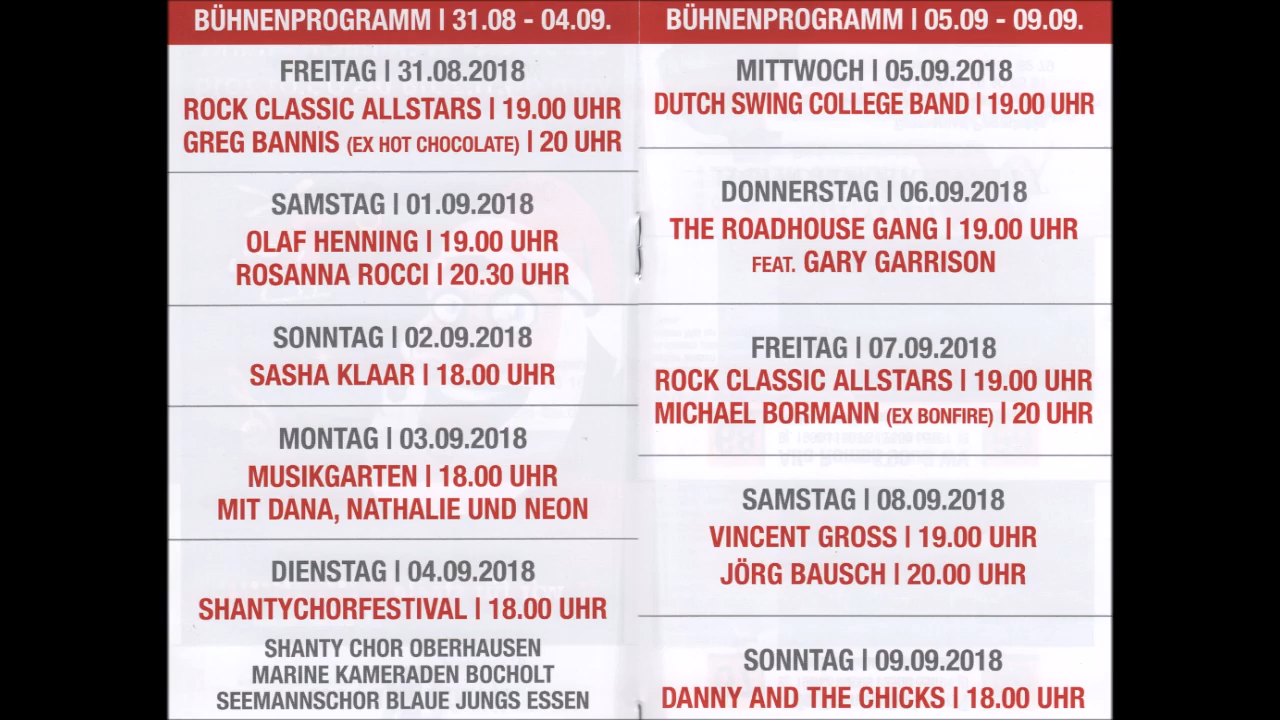 BÜHNENPROGRAMM | 31.08 - 04.09.
FREITAG | 31.08.2018
ROCK CLASSIC ALLSTARS | 19.00 UHR
GREG BANNIS (EX HOT CHOCOLATE) | 20 UHR
SAMSTAG | 01.09.2018
OLAF HENNING | 19.00 UHR
ROSANNA ROCCI | 20.30 UHR
SONNTAG | 02.09.2018
SASHA KLAAR | 18.00 UHR
MONTAG | 03.09.2018
MUSIKGARTEN | 18.00 UHR
MIT DANA, NATHALIE UND NEON
DIENSTAG | 04.09.2018
SHANTYCHORFESTIVAL | 18.00 UHR
SHANTY CHOR OBERHAUSEN
MARINE KAMERADEN BOCHOLT
SEEMANNSCHOR BLAUE JUNGS ESSEN
BÜHNENPROGRAMM | 05.09 - 09.09.
MITTWOCH | 05.09.2018
DUTCH SWING COLLEGE BAND | 19.00 UHR
DONNERSTAG | 06.09.2018
THE ROADHOUSE GANG | 19.00 UHR
FEAT. GARY GARRISON
FREITAG | 07.09.2018
ROCK CLASSIC ALLSTARS | 19.00 UHR
MICHAEL BORMANN (EX BONFIRE) | 20 UHR
SAMSTAG | 08.09.2018
VINCENT GROSS | 19.00 UHR
JÖRG BAUSCH | 20.00 UHR
SONNTAG | 09.09.2018
DANNY AND THE CHICKS | 18.00 UHR